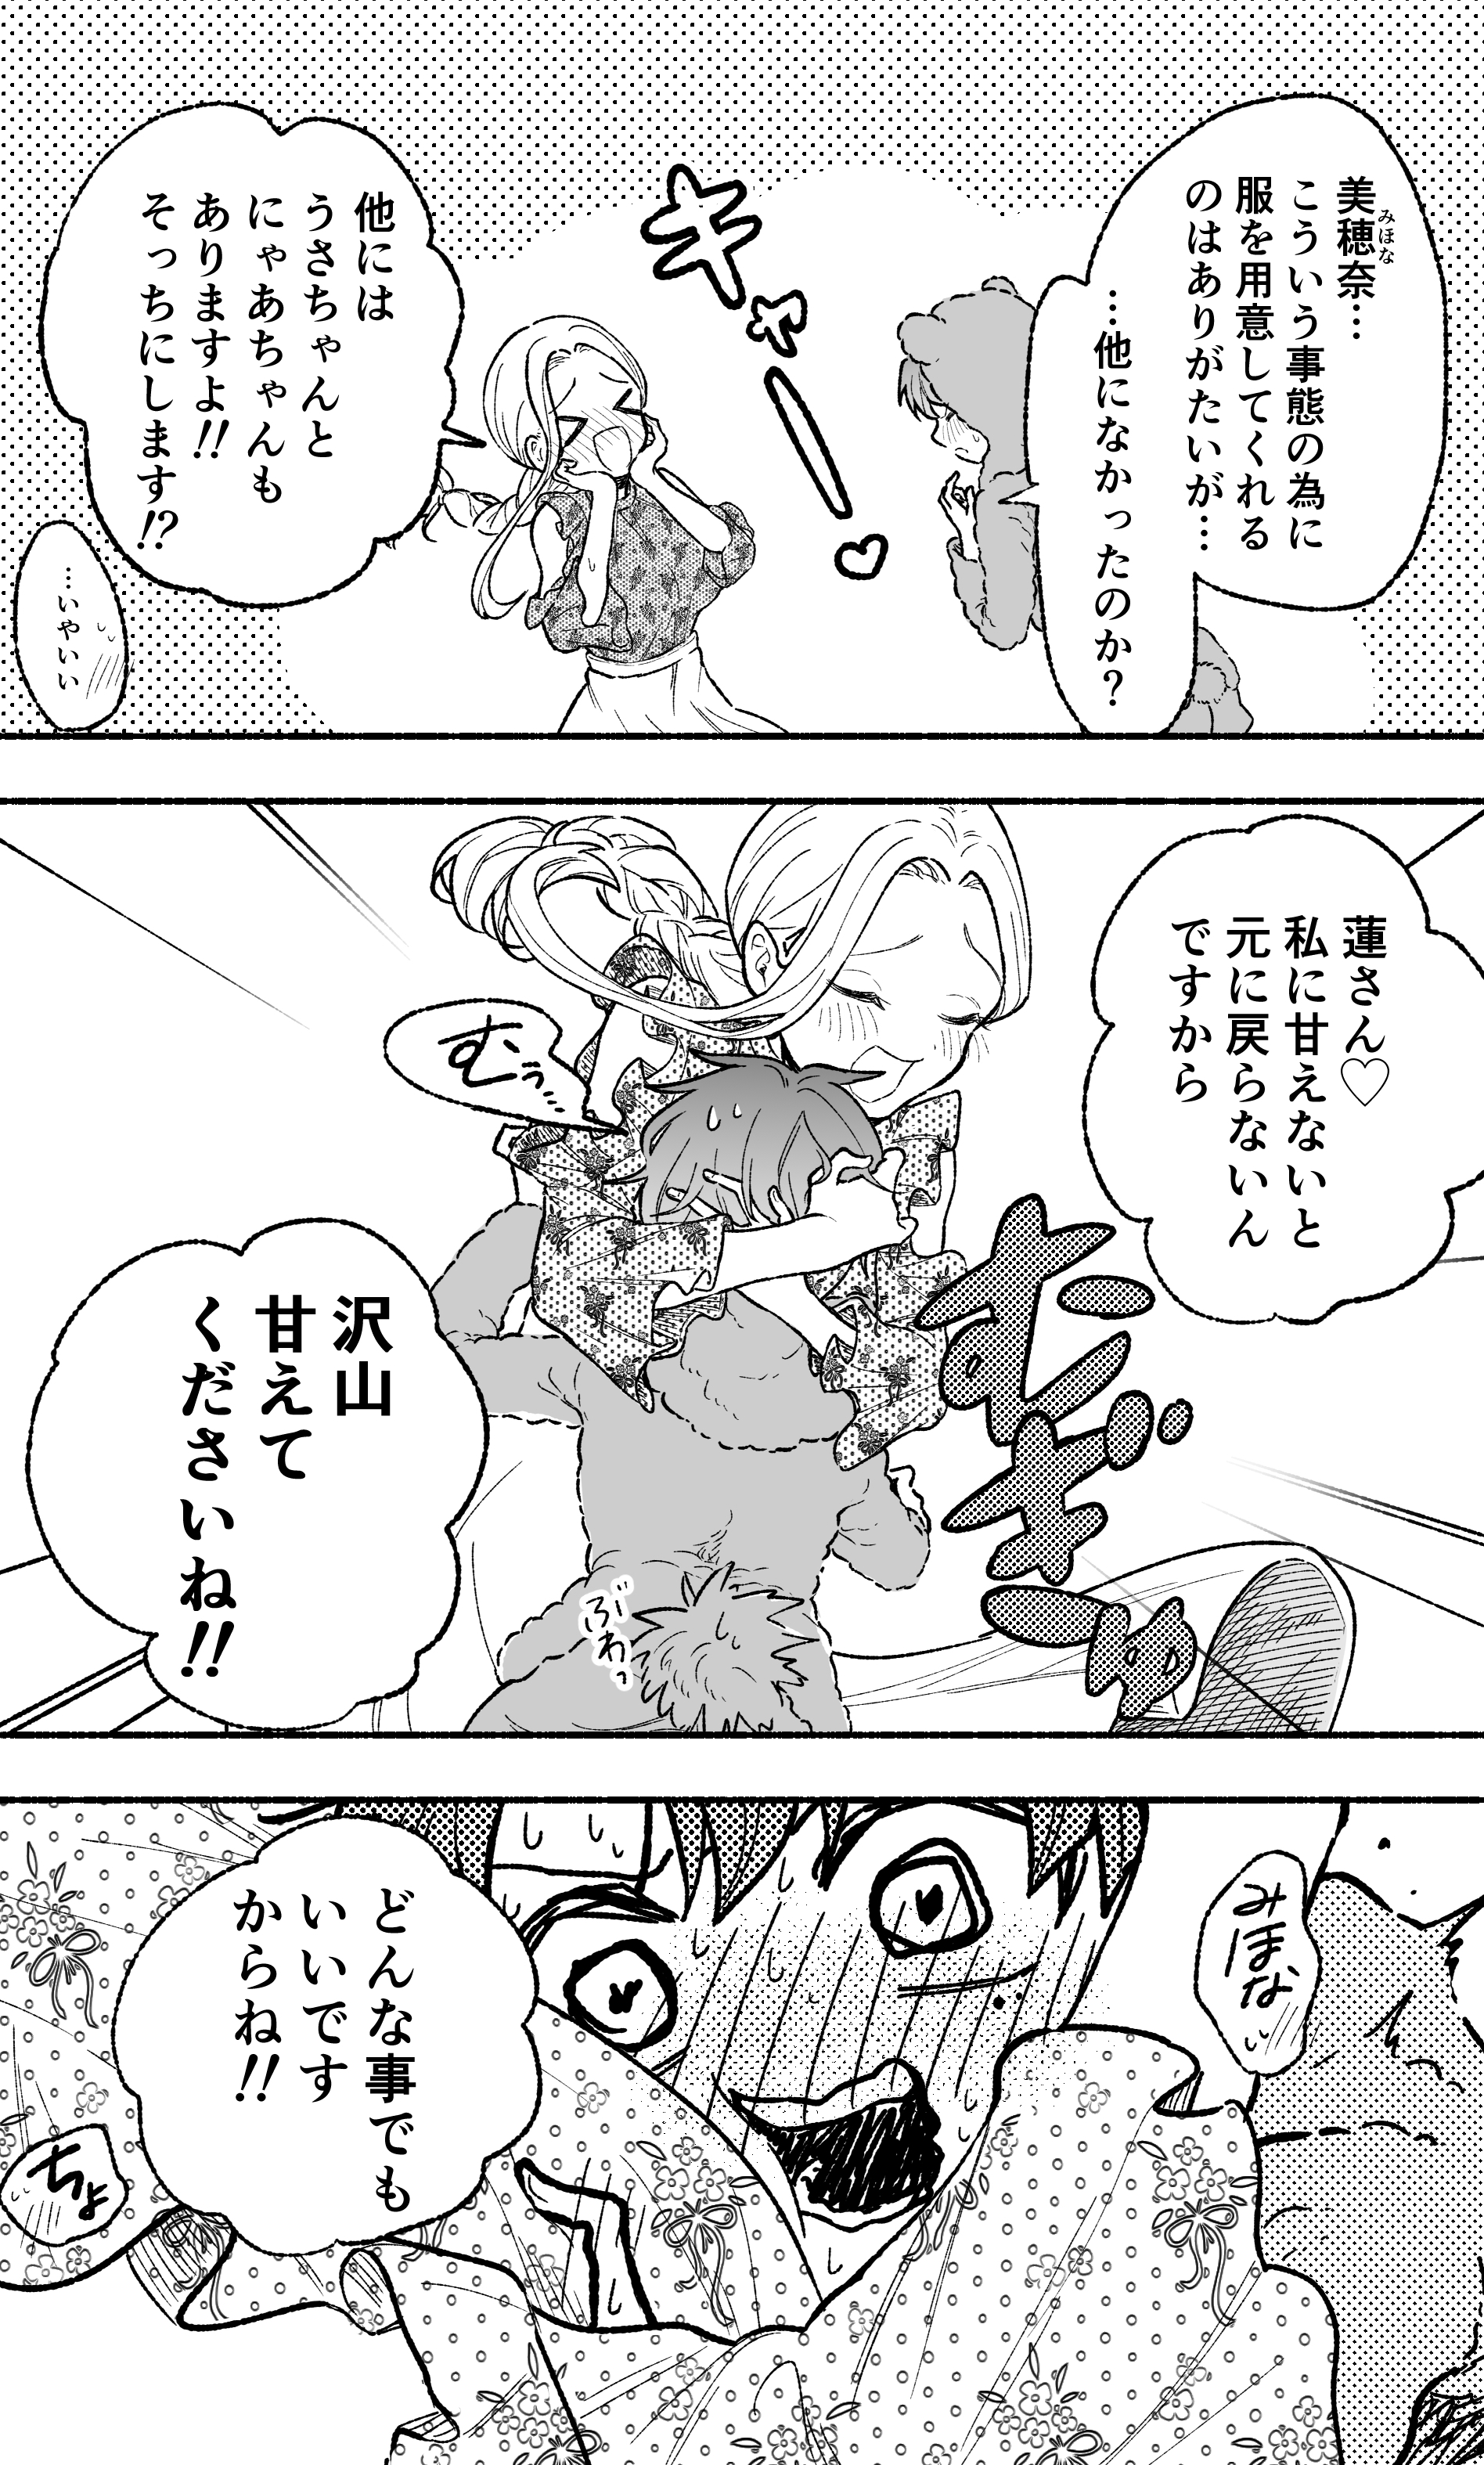 美穂奈…
みほな
こういう事態の為に
服を用意してくれる
のはありがたいが…
…他になかったのか？
キャー♡
他には
うさちゃんと
にゃあちゃんも
ありますよ!!
そっちにします!?
…いやいい
蓮さん♡
私に甘えないと
元に戻らないん
ですから
むぅ…
むぎゅ
沢山
甘えて
くださいね!!
ぶわっ
みほな
どんな事でも
いいです
からね!!
ちょ